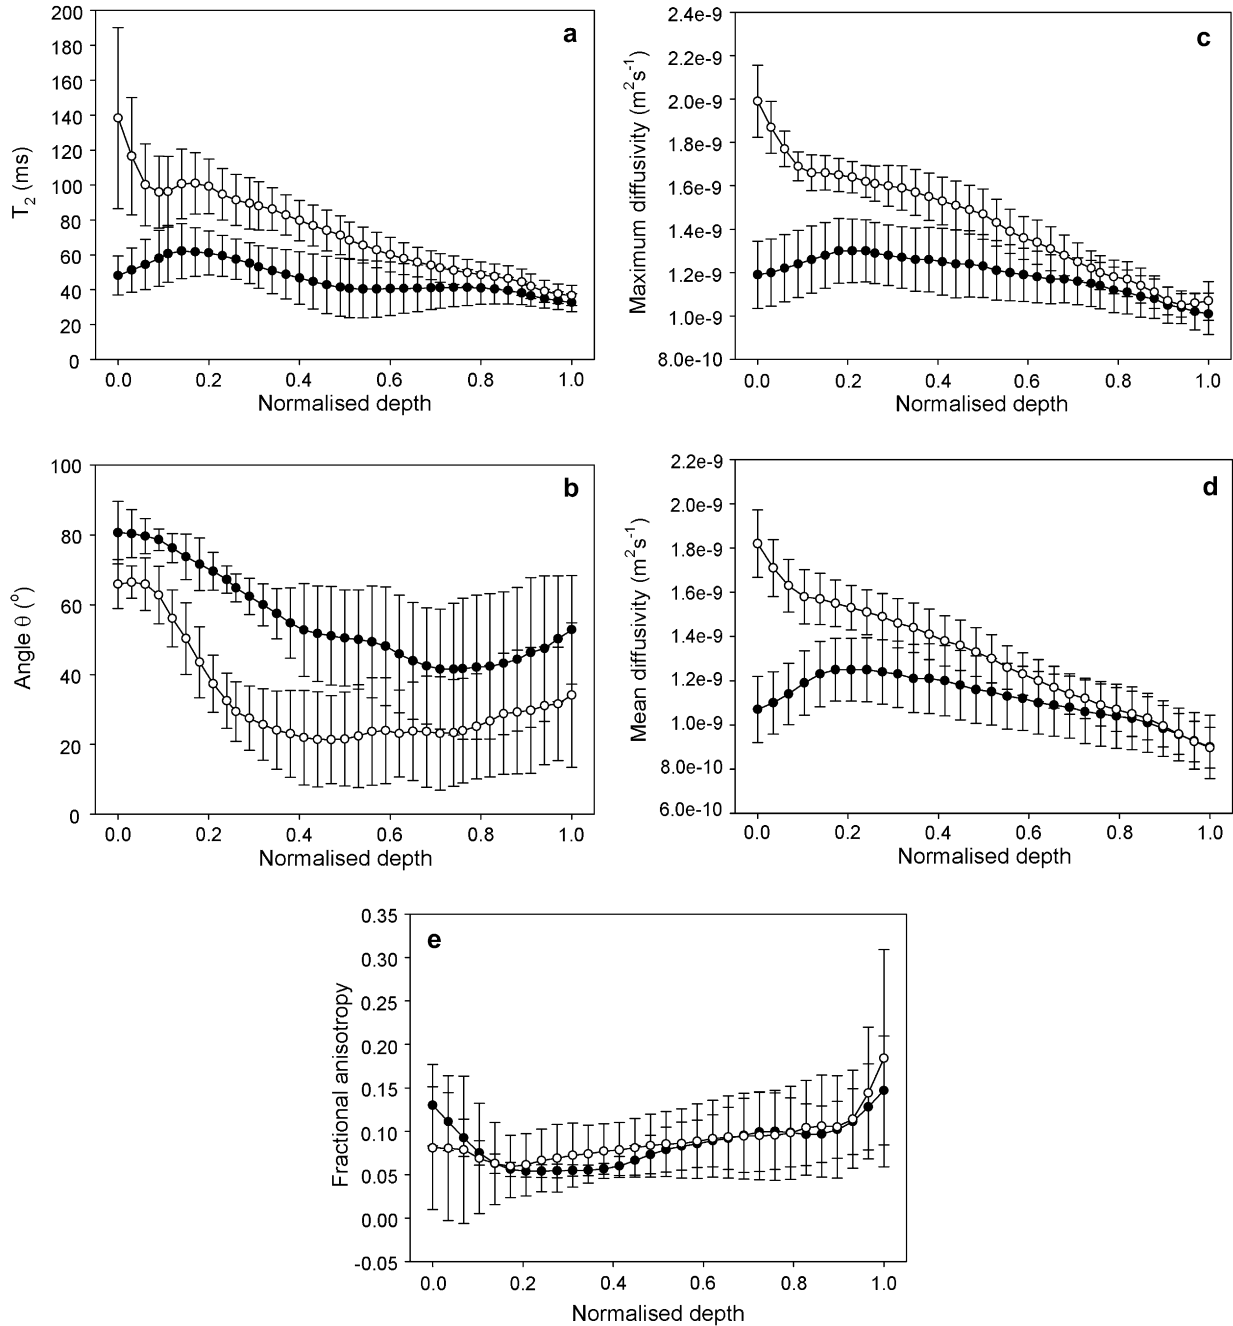 a
200
180
160
140
120
100
80
60
40
20
0
T2 (ms)
0.0 0.2 0.4 0.6 0.8 1.0
Normalised depth
c
2.4e-9
2.2e-9
2.0e-9
1.8e-9
1.6e-9
1.4e-9
1.2e-9
1.0e-9
8.0e-10
Maximum diffusivity (m²s⁻¹)
0.0 0.2 0.4 0.6 0.8 1.0
Normalised depth
b
100
80
60
40
20
0
Angle θ (°)
0.0 0.2 0.4 0.6 0.8 1.0
Normalised depth
d
2.2e-9
2.0e-9
1.8e-9
1.6e-9
1.4e-9
1.2e-9
1.0e-9
8.0e-10
6.0e-10
Mean diffusivity (m²s⁻¹)
0.0 0.2 0.4 0.6 0.8 1.0
Normalised depth
e
0.35
0.30
0.25
0.20
0.15
0.10
0.05
0.00
-0.05
Fractional anisotropy
0.0 0.2 0.4 0.6 0.8 1.0
Normalised depth